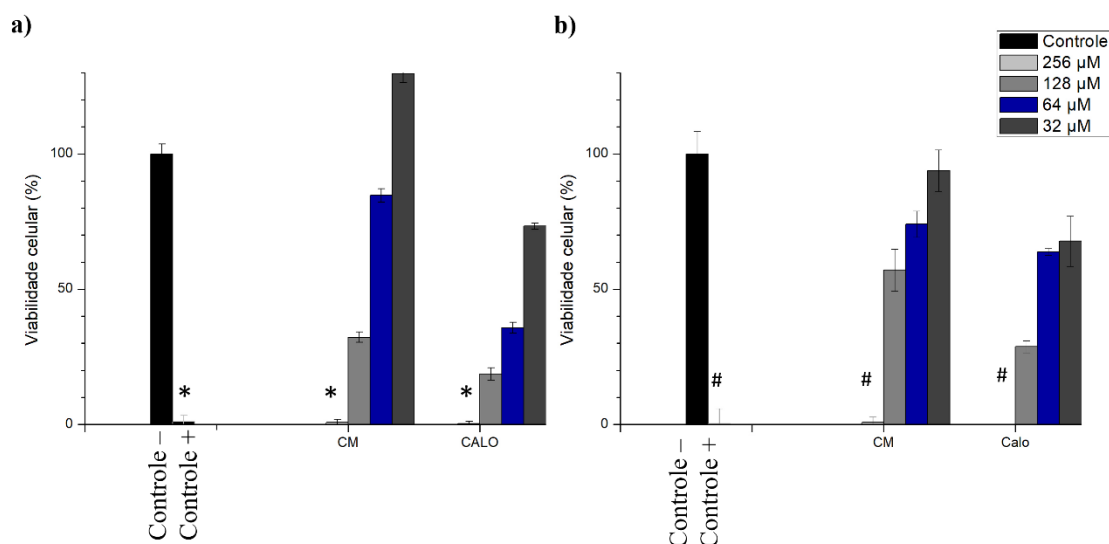 a)
Viabilidade celular (%)
100
50
0
*
*
*
Controle –
Controle +
CM
CALO
b)
Controle
256 µM
128 µM
64 µM
32 µM
Viabilidade celular (%)
100
50
0
#
#
#
Controle –
Controle +
CM
Calo